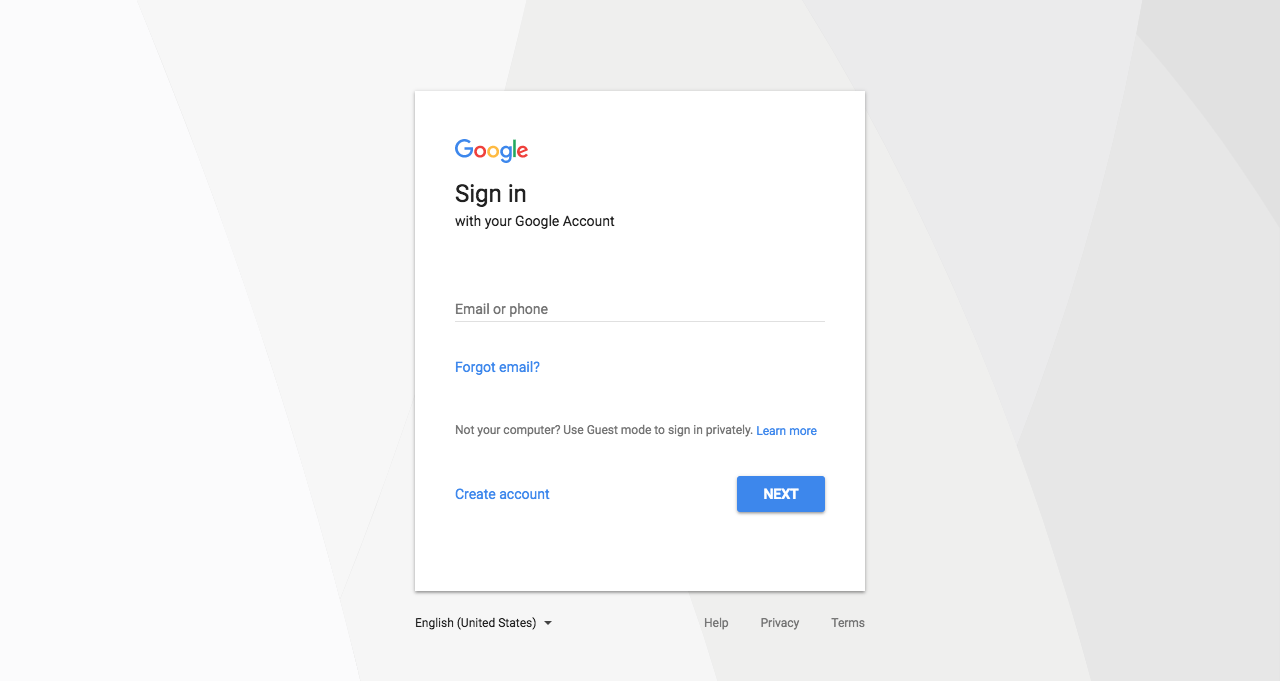 Google
Sign in
with your Google Account
Email or phone
Forgot email?
Not your computer? Use Guest mode to sign in privately. Learn more
Create account NEXT
English (United States) Help Privacy Terms